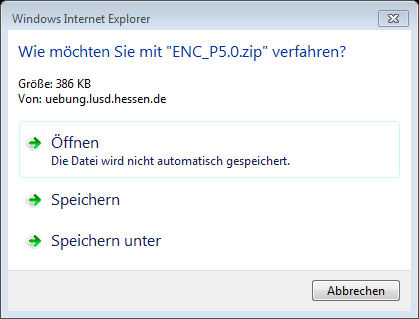 Windows Internet Explorer
Wie möchten Sie mit "ENC_P5.0.zip" verfahren?
Größe: 386 KB
Von: uebung.lusd.hessen.de
Öffnen
Die Datei wird nicht automatisch gespeichert.
Speichern
Speichern unter
Abbrechen